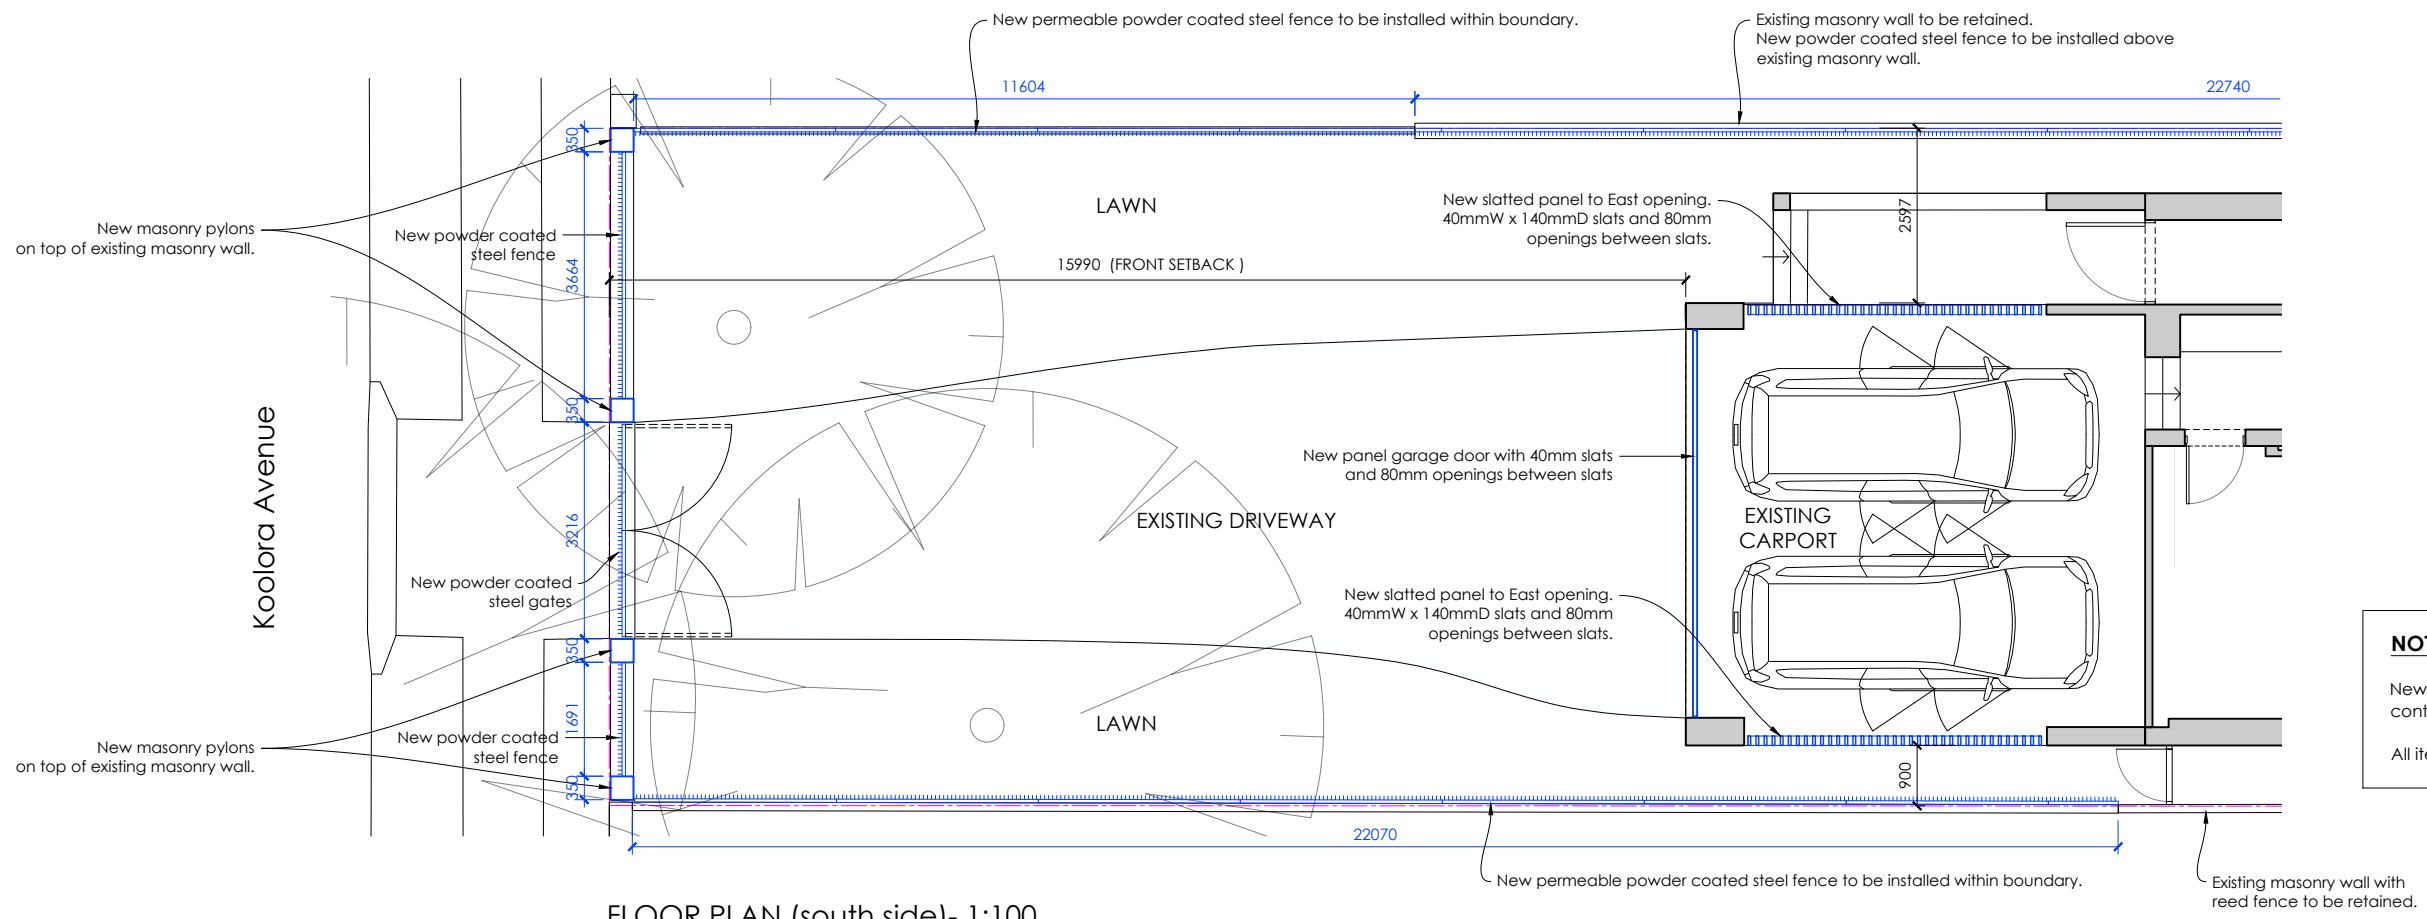 New permeable powder coated steel fence to be installed within boundary.
Existing masonry wall to be retained.
New powder coated steel fence to be installed above
existing masonry wall.
11604
22740
350
New masonry pylons
on top of existing masonry wall.
New powder coated
steel fence
3664
LAWN
New slatted panel to East opening.
40mmW x 140mmD slats and 80mm
openings between slats.
2597
15990 (FRONT SETBACK )
350
Koolora Avenue
New panel garage door with 40mm slats
and 80mm openings between slats
EXISTING DRIVEWAY
EXISTING
CARPORT
3216
New powder coated
steel gates
New slatted panel to East opening.
40mmW x 140mmD slats and 80mm
openings between slats.
350
1691
New powder coated
steel fence
LAWN
New masonry pylons
on top of existing masonry wall.
350
900
22070
New permeable powder coated steel fence to be installed within boundary.
Existing masonry wall with
reed fence to be retained.
FLOOR PLAN (south side)- 1:100
New
All